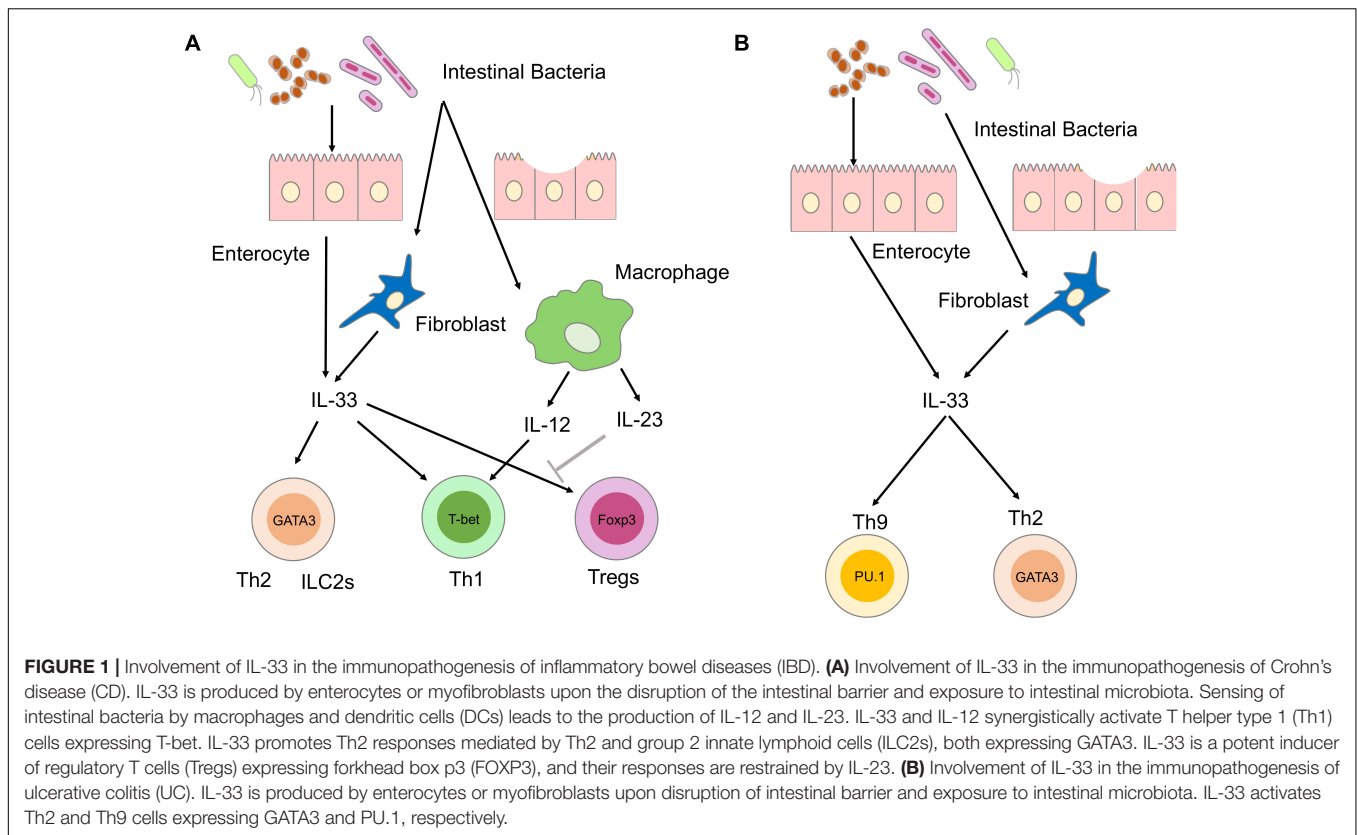 A
B
Intestinal Bacteria
Intestinal Bacteria
Enterocyte
Macrophage
Fibroblast
Enterocyte
Fibroblast
IL-33
IL-12
IL-23
IL-33
GATA3
T-bet
Foxp3
Th2
ILC2s
Th1
Tregs
Th9
Th2
PU.1
GATA3
FIGURE 1 | Involvement of IL-33 in the immunopathogenesis of inflammatory bowel diseases (IBD). (A) Involvement of IL-33 in the immunopathogenesis of Crohn's
disease (CD). IL-33 is produced by enterocytes or myofibroblasts upon the disruption of the intestinal barrier and exposure to intestinal microbiota. Sensing of
intestinal bacteria by macrophages and dendritic cells (DCs) leads to the production of IL-12 and IL-23. IL-33 and IL-12 synergistically activate T helper type 1 (Th1)
cells expressing T-bet. IL-33 promotes Th2 responses mediated by Th2 and group 2 innate lymphoid cells (ILC2s), both expressing GATA3. IL-33 is a potent inducer
of regulatory T cells (Tregs) expressing forkhead box p3 (FOXP3), and their responses are restrained by IL-23. (B) Involvement of IL-33 in the immunopathogenesis of
ulcerative colitis (UC). IL-33 is produced by enterocytes or myofibroblasts upon disruption of intestinal barrier and exposure to intestinal microbiota. IL-33 activates
Th2 and Th9 cells expressing GATA3 and PU.1, respectively.